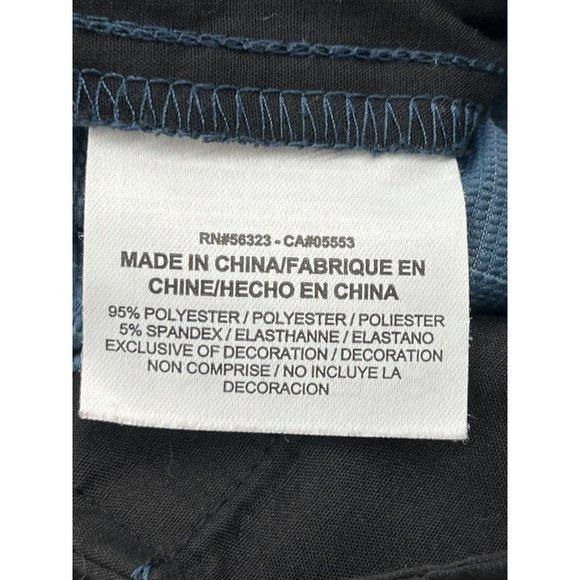 RN#56323 - CA#05553
MADE IN CHINA/FABRIQUE EN
CHINE/HECHO EN CHINA
95% POLYESTER / POLYESTER / POLIESTER
5% SPANDEX / ELASTHANNE / ELASTANO
EXCLUSIVE OF DECORATION / DECORATION
NON COMPRISE / NO INCLUYE LA
DECORACION